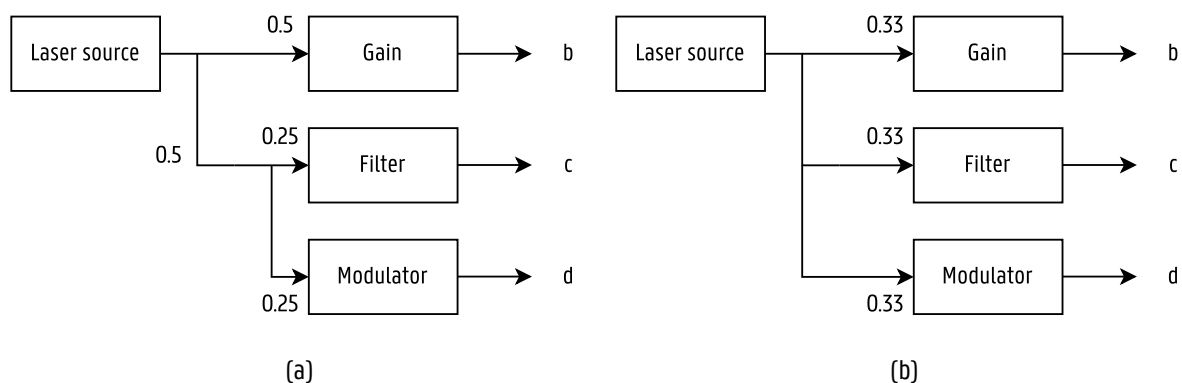 0.5
0.33
Laser source
Gain
b
Laser source
Gain
b
0.25
0.33
0.5
Filter
c
Filter
c
Modulator
d
Modulator
d
0.25
0.33
(a)
(b)